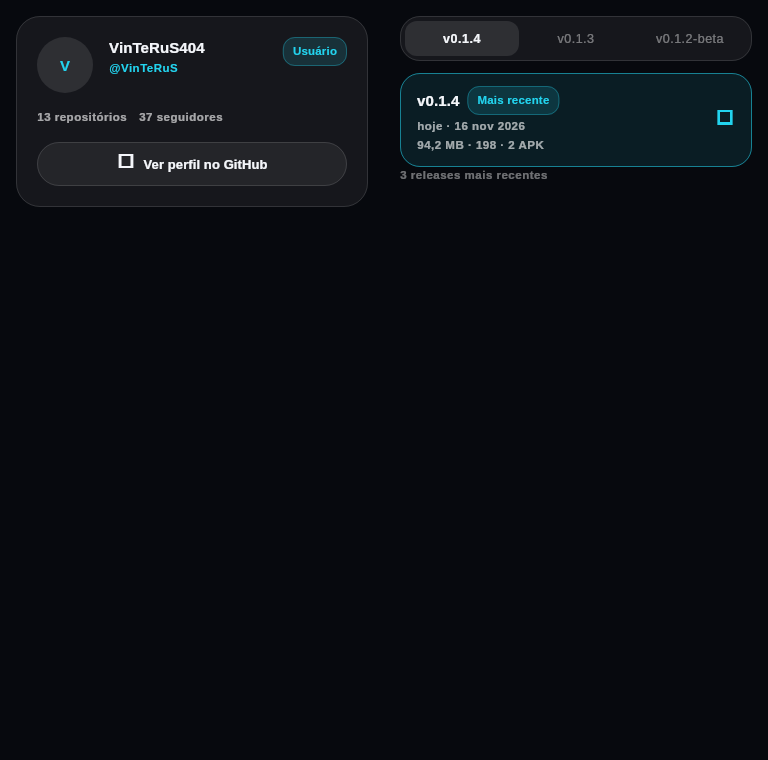 V
VinTeRuS404
@VinTeRuS
Usuário
13 repositórios 37 seguidores
Ver perfil no GitHub
v0.1.4
v0.1.3
v0.1.2-beta
v0.1.4
Mais recente
hoje · 16 nov 2026
94,2 MB · 198 · 2 APK
3 releases mais recentes